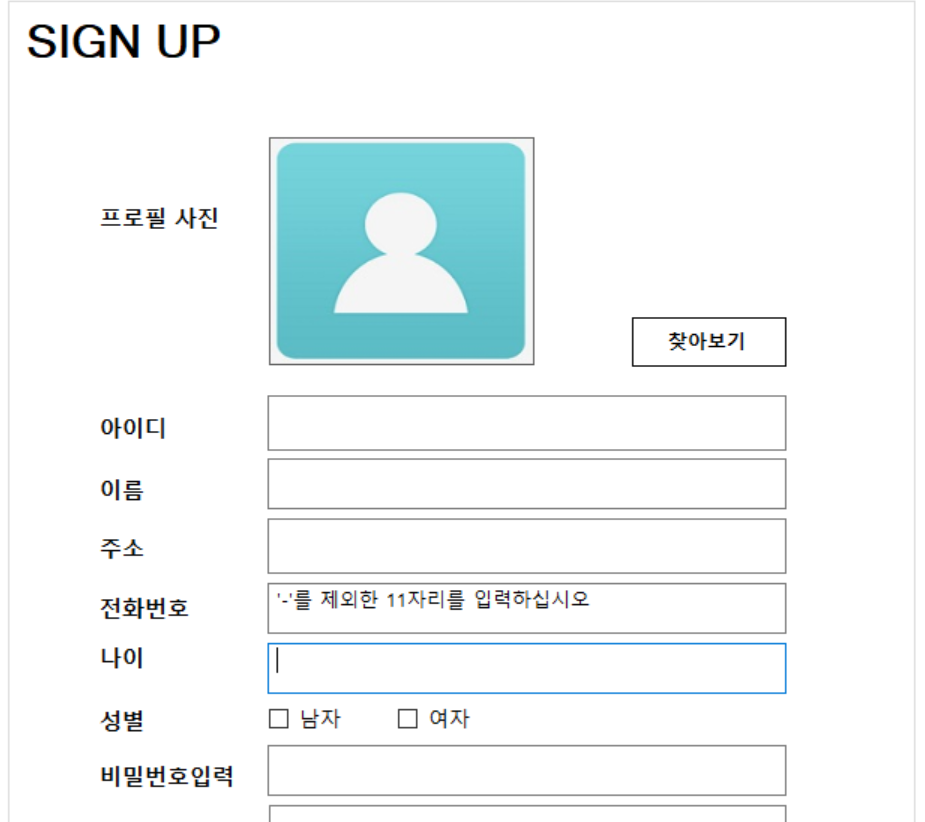 SIGN UP
프로필 사진
찾아보기
아이디
이름
주소
전화번호
'-'를 제외한 11자리를 입력하십시오
나이
성별
남자
여자
비밀번호입력